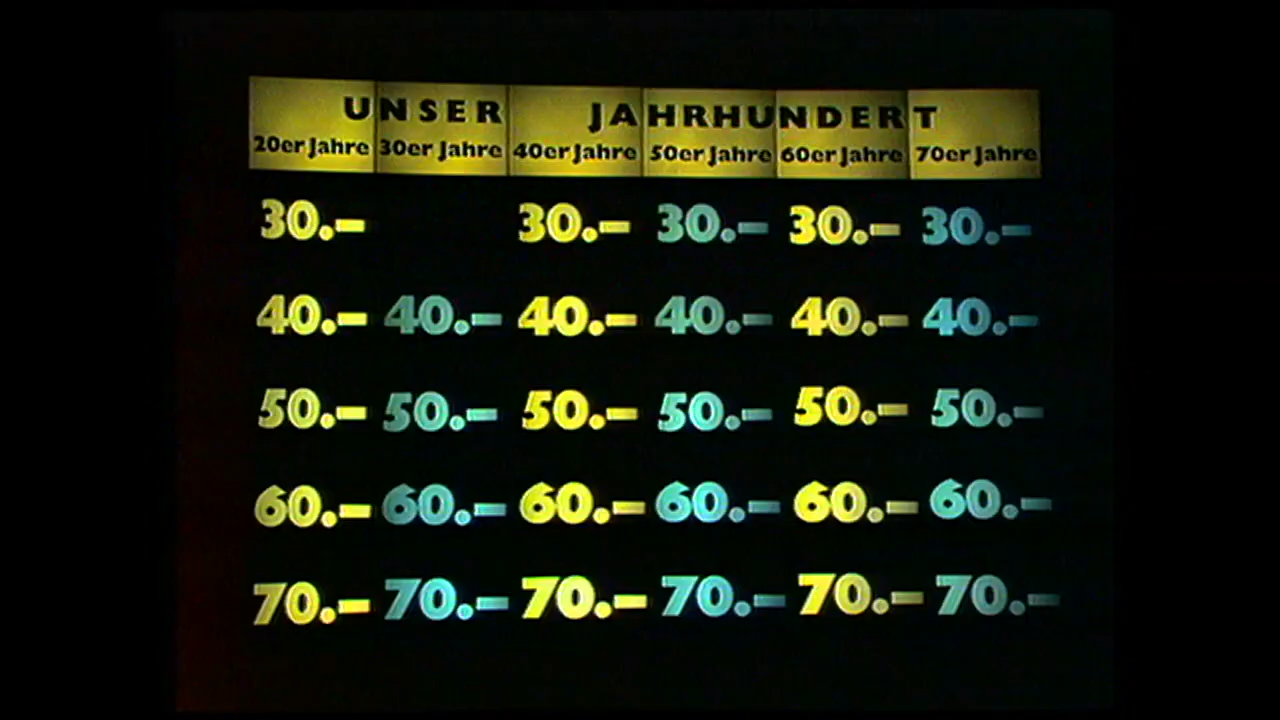 UNSER JAHRHUNDERT
20er Jahre 30er Jahre 40er Jahre 50er Jahre 60er Jahre 70er Jahre
30.– 30.– 30.– 30.– 30.–
40.– 40.– 40.– 40.– 40.– 40.–
50.– 50.– 50.– 50.– 50.– 50.–
60.– 60.– 60.– 60.– 60.– 60.–
70.– 70.– 70.– 70.– 70.– 70.–